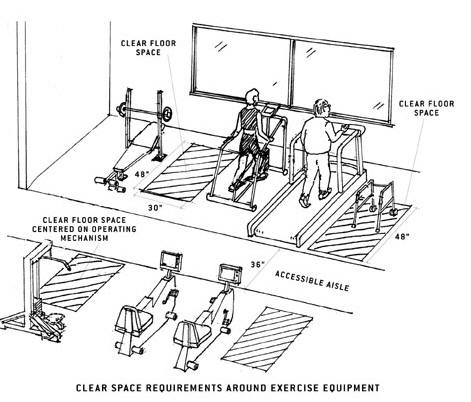 CLEAR FLOOR
SPACE
CLEAR FLOOR
SPACE
48"
30"
CLEAR FLOOR SPACE
CENTERED ON OPERATING
MECHANISM
48"
36"
ACCESSIBLE AISLE
CLEAR SPACE REQUIREMENTS AROUND EXERCISE EQUIPMENT